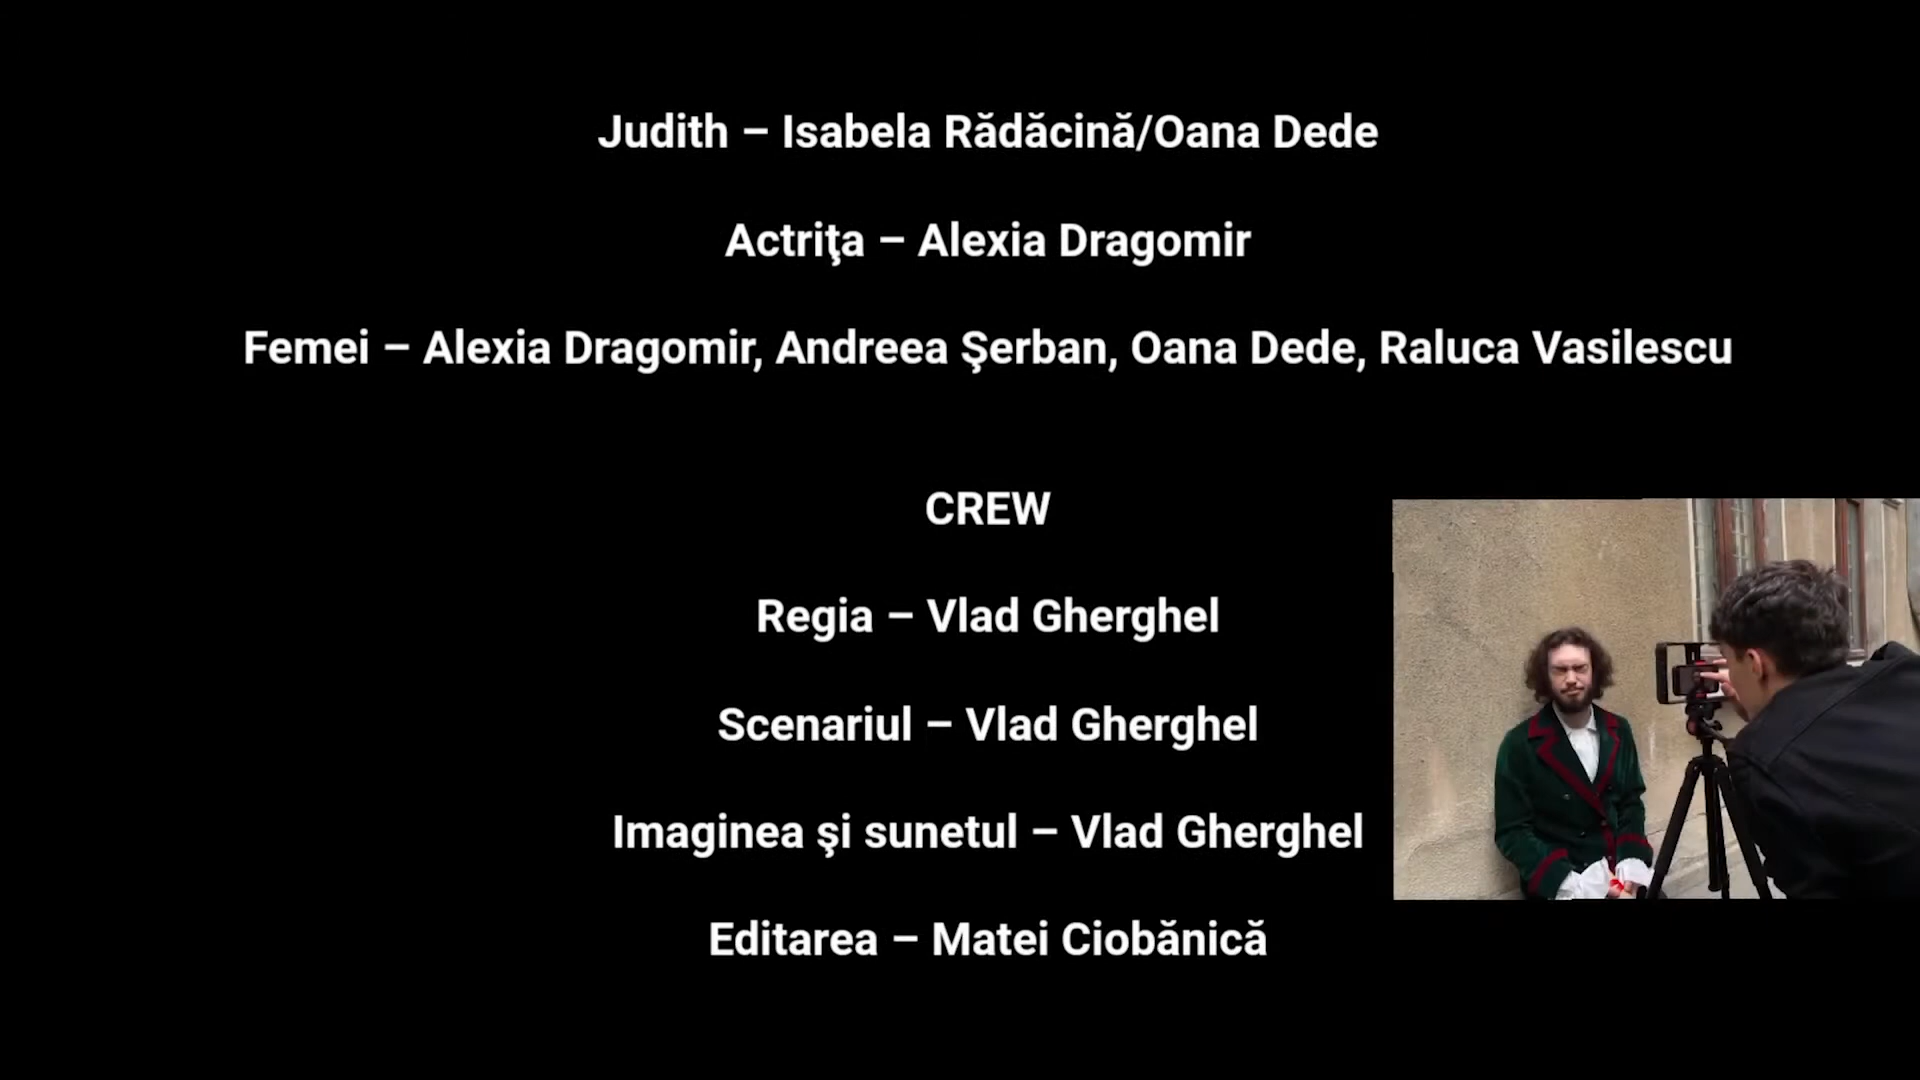 Judith – Isabela Rădăcină/Oana Dede
Actriţa – Alexia Dragomir
Femei – Alexia Dragomir, Andreea Şerban, Oana Dede, Raluca Vasilescu
CREW
Regia – Vlad Gherghel
Scenariul – Vlad Gherghel
Imaginea şi sunetul – Vlad Gherghel
Editarea – Matei Ciobănică